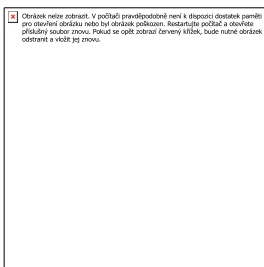 Obrázek nelze zobrazit. V počítači pravděpodobně není k dispozici dostatek paměti
pro otevření obrázku nebo byl obrázek poškozen. Restartujte počítač a otevřete
příslušný soubor znovu. Pokud se opět zobrazí červený křížek, bude nutné obrázek
odstranit a vložit jej znovu.